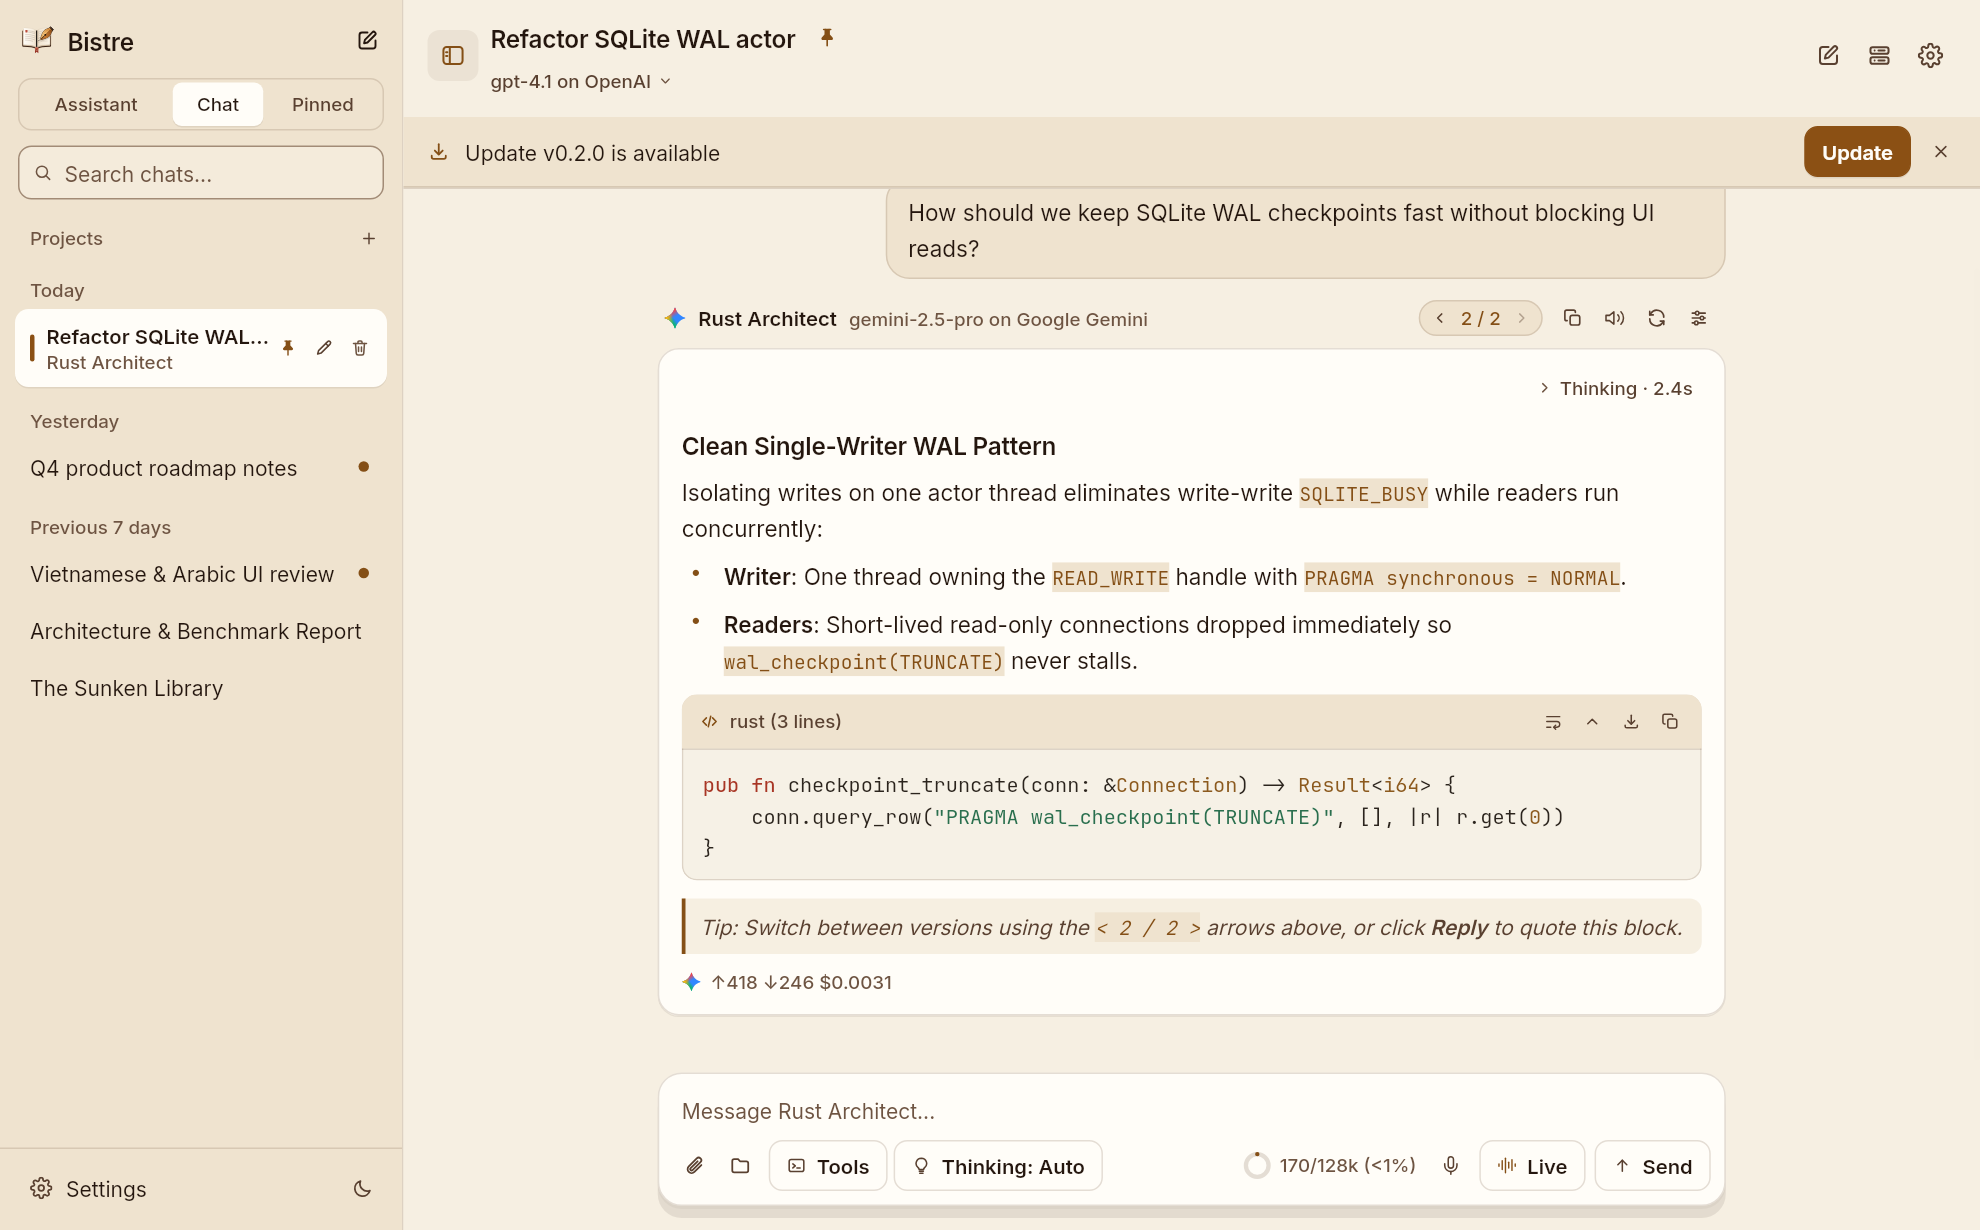 Bistre
Assistant
Chat
Pinned
Search chats...
Projects
Today
Refactor SQLite WAL...
Rust Architect
Yesterday
Q4 product roadmap notes
Previous 7 days
Vietnamese & Arabic UI review
Architecture & Benchmark Report
The Sunken Library
Settings
Refactor SQLite WAL actor
gpt-4.1 on OpenAI
Update v0.2.0 is available
Update
How should we keep SQLite WAL checkpoints fast without blocking UI
reads?
Rust Architect gemini-2.5-pro on Google Gemini
2 / 2
Thinking · 2.4s
Clean Single-Writer WAL Pattern
Isolating writes on one actor thread eliminates write-write SQLITE_BUSY while readers run
concurrently:
• Writer: One thread owning the READ_WRITE handle with PRAGMA synchronous = NORMAL.
• Readers: Short-lived read-only connections dropped immediately so
wal_checkpoint(TRUNCATE) never stalls.
rust (3 lines)
pub fn checkpoint_truncate(conn: &Connection) -> Result<i64> {
    conn.query_row("PRAGMA wal_checkpoint(TRUNCATE)", [], |r| r.get(0))
}
Tip: Switch between versions using the < 2 / 2 > arrows above, or click Reply to quote this block.
↑418 ↓246 $0.0031
Message Rust Architect...
Tools
Thinking: Auto
170/128k (<1%)
Live
Send